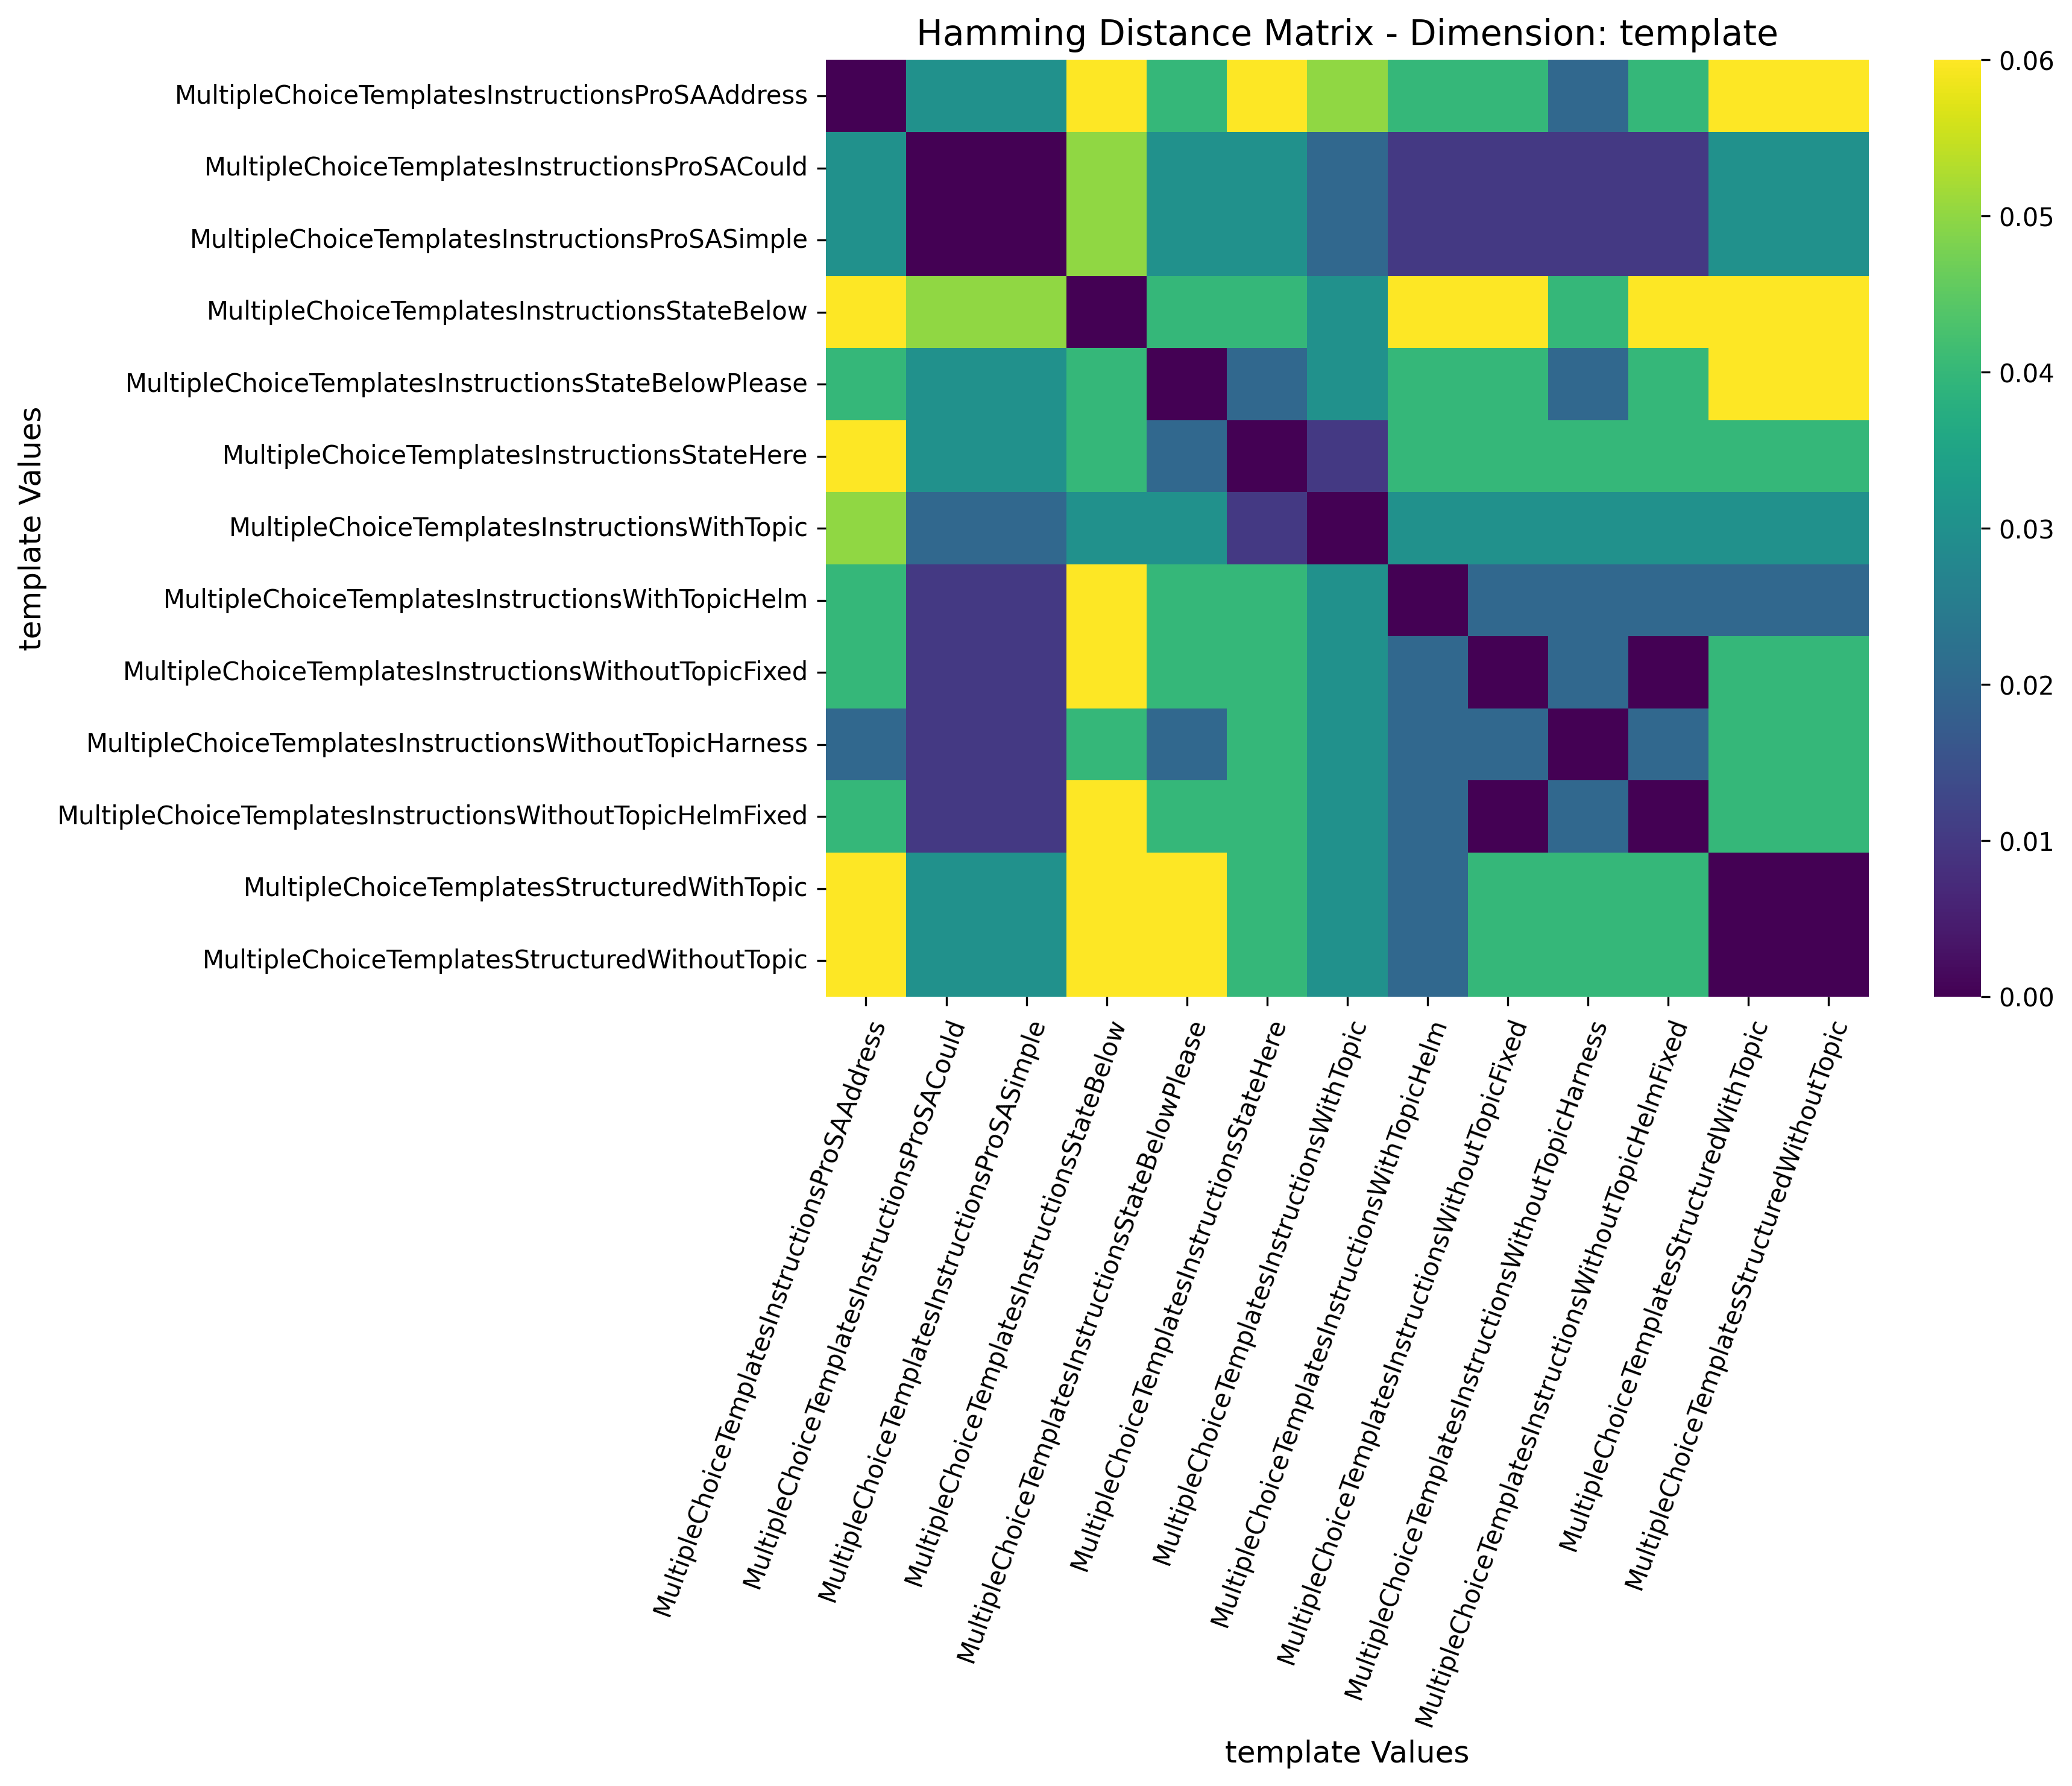 Hamming Distance Matrix - Dimension: template
template Values
MultipleChoiceTemplatesInstructionsProSAAddress
MultipleChoiceTemplatesInstructionsProSACould
MultipleChoiceTemplatesInstructionsProSASimple
MultipleChoiceTemplatesInstructionsStateBelow
MultipleChoiceTemplatesInstructionsStateBelowPlease
MultipleChoiceTemplatesInstructionsStateHere
MultipleChoiceTemplatesInstructionsWithTopic
MultipleChoiceTemplatesInstructionsWithTopicHelm
MultipleChoiceTemplatesInstructionsWithoutTopicFixed
MultipleChoiceTemplatesInstructionsWithoutTopicHarness
MultipleChoiceTemplatesInstructionsWithoutTopicHelmFixed
MultipleChoiceTemplatesStructuredWithTopic
MultipleChoiceTemplatesStructuredWithoutTopic
0.06
0.05
0.04
0.03
0.02
0.01
0.00
MultipleChoiceTemplatesInstructionsProSAAddress
MultipleChoiceTemplatesInstructionsProSACould
MultipleChoiceTemplatesInstructionsProSASimple
MultipleChoiceTemplatesInstructionsStateBelow
MultipleChoiceTemplatesInstructionsStateBelowPlease
MultipleChoiceTemplatesInstructionsStateHere
MultipleChoiceTemplatesInstructionsWithTopic
MultipleChoiceTemplatesInstructionsWithTopicHelm
MultipleChoiceTemplatesInstructionsWithoutTopicFixed
MultipleChoiceTemplatesInstructionsWithoutTopicHarness
MultipleChoiceTemplatesInstructionsWithoutTopicHelmFixed
MultipleChoiceTemplatesStructuredWithTopic
MultipleChoiceTemplatesStructuredWithoutTopic
template Values